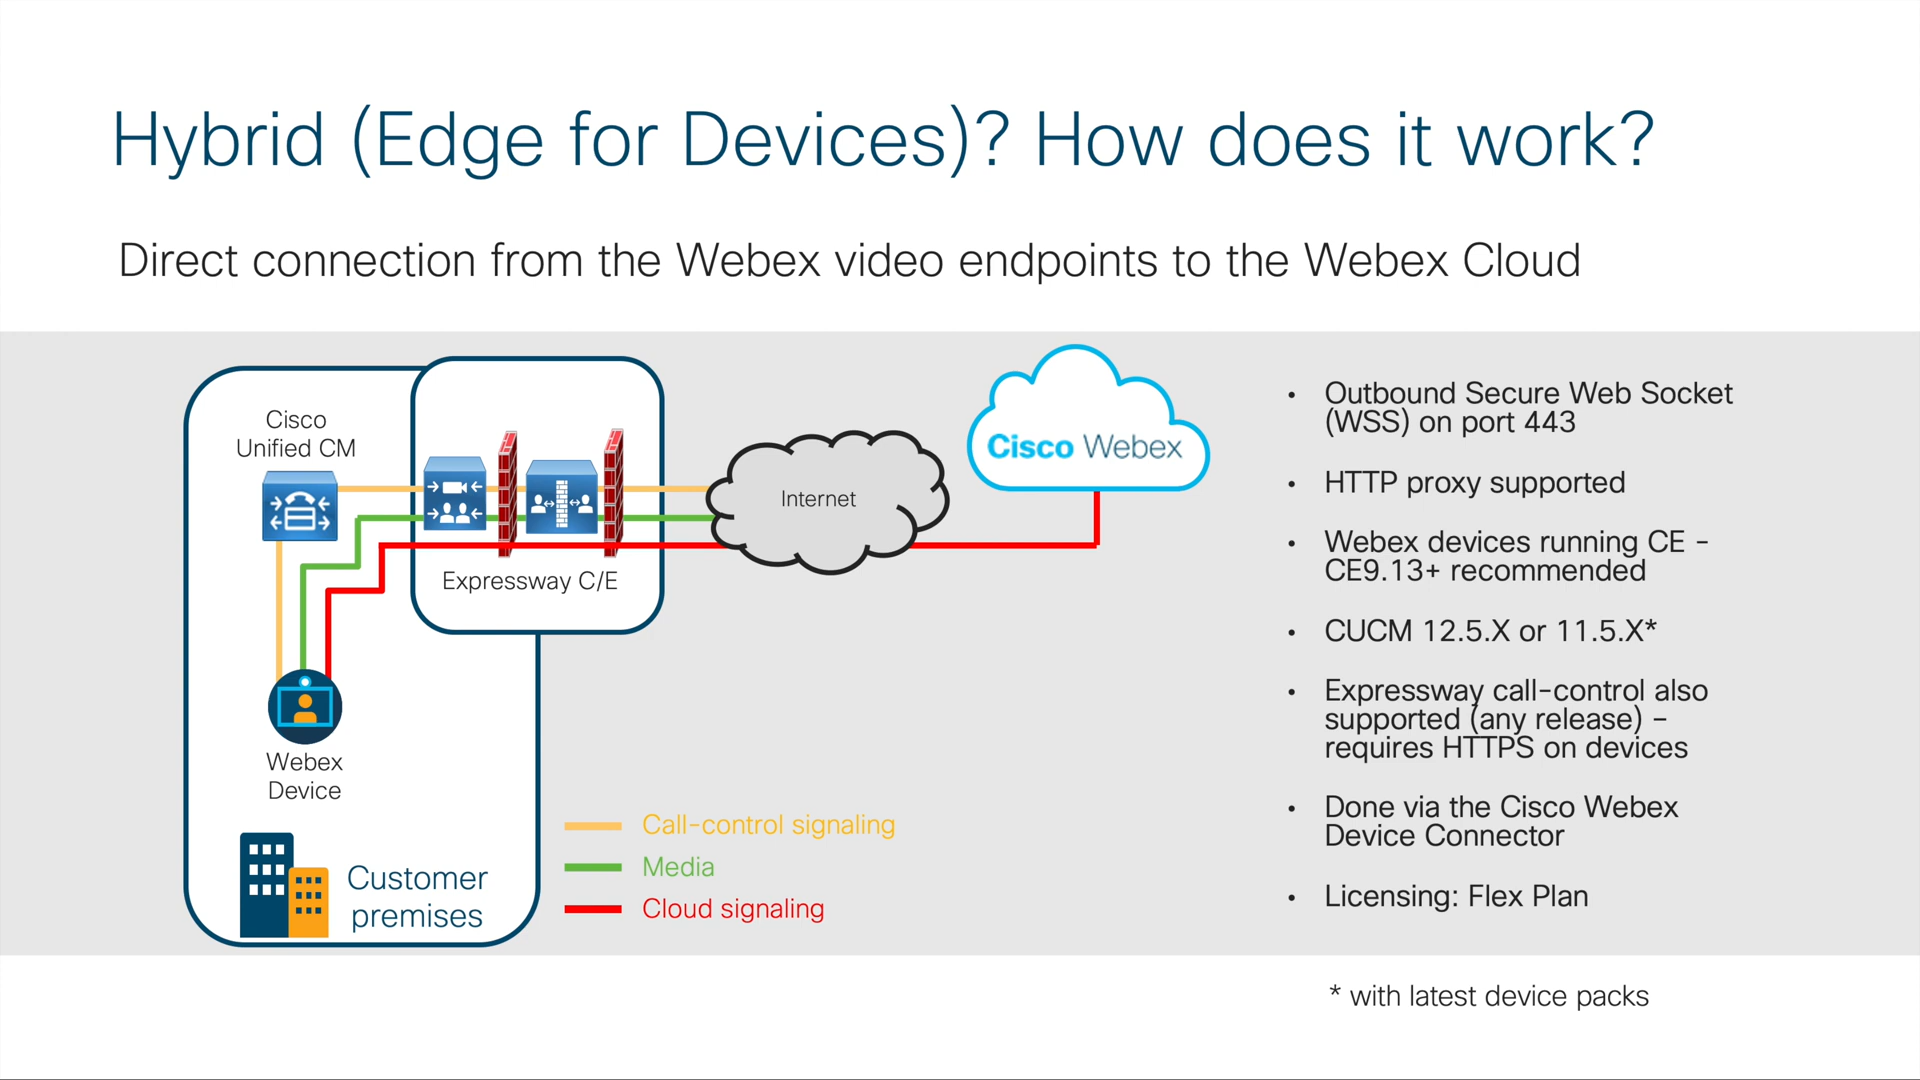 Hybrid (Edge for Devices)? How does it work?
Direct connection from the Webex video endpoints to the Webex Cloud
Cisco
Unified CM
Expressway C/E
Internet
Cisco Webex
Webex
Device
Customer
premises
Call-control signaling
Media
Cloud signaling
• Outbound Secure Web Socket
(WSS) on port 443
• HTTP proxy supported
• Webex devices running CE –
CE9.13+ recommended
• CUCM 12.5.X or 11.5.X*
• Expressway call-control also
supported (any release) –
requires HTTPS on devices
• Done via the Cisco Webex
Device Connector
• Licensing: Flex Plan
* with latest device packs